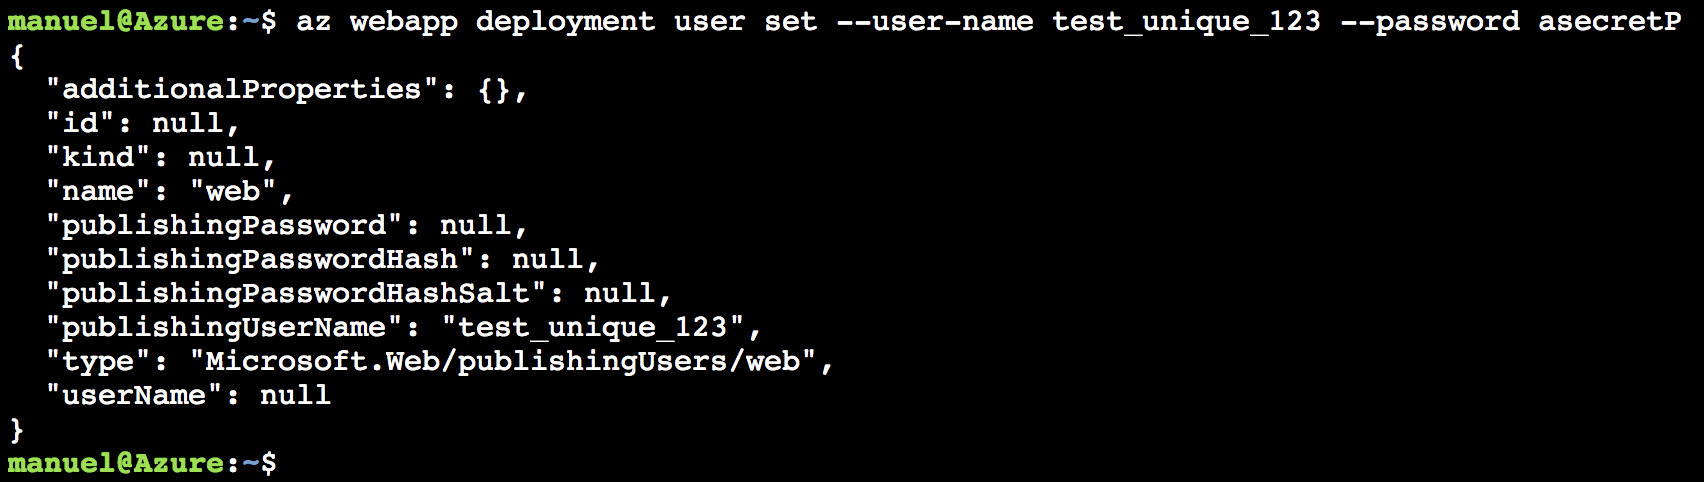 manuel@Azure:~$ az webapp deployment user set --user-name test_unique_123 --password asecretP
{
  "additionalProperties": {},
  "id": null,
  "kind": null,
  "name": "web",
  "publishingPassword": null,
  "publishingPasswordHash": null,
  "publishingPasswordHashSalt": null,
  "publishingUserName": "test_unique_123",
  "type": "Microsoft.Web/publishingUsers/web",
  "userName": null
}
manuel@Azure:~$